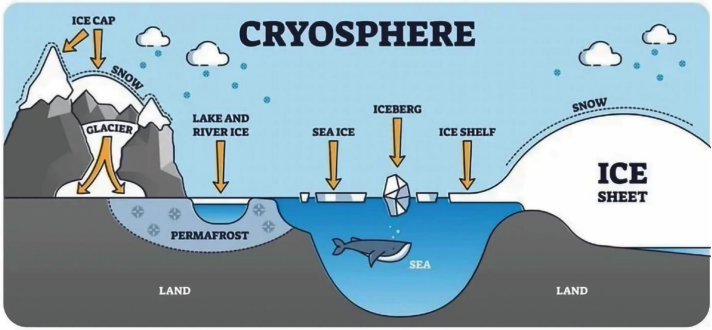 CRYOSPHERE
ICE CAP
SNOW
GLACIER
LAKE AND
RIVER ICE
SEA ICE
ICEBERG
ICE SHELF
SNOW
ICE
SHEET
PERMAFROST
SEA
LAND
LAND